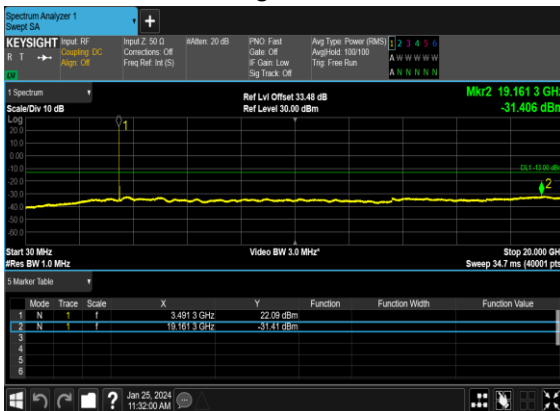 Spectrum Analyzer 1
Swept SA
KEYSIGHT Input: RF Input Z: 50 Ω #Atten: 20 dB PNO: Fast Avg Type: Power (RMS) 1 2 3 4 5 6
R T Coupling: DC Corrections: Off Gate: Off Avg|Hold: 100/100 A W W W W W
Align: Off Freq Ref: Int (S) IF Gain: Low Trig: Free Run
Sig Track: Off A N N N N N
LV
1 Spectrum Ref Lvl Offset 33.48 dB Mkr2 19.161 3 GHz
Scale/Div 10 dB Ref Level 30.00 dBm -31.406 dBm
Log
20.0
10.0
0.00
-10.0
-20.0
-30.0
-40.0
-50.0
-60.0
1
DL1 -13.00 dBm
2
Start 30 MHz Video BW 3.0 MHz* Stop 20.000 GH
#Res BW 1.0 MHz Sweep 34.7 ms (40001 pts
5 Marker Table
Mode Trace Scale X Y Function Function Width Function Value
1 N 1 f 3.491 3 GHz 22.09 dBm
2 N 1 f 19.161 3 GHz -31.41 dBm
3
4
5
6
? Jan 25, 2024
11:32:00 AM